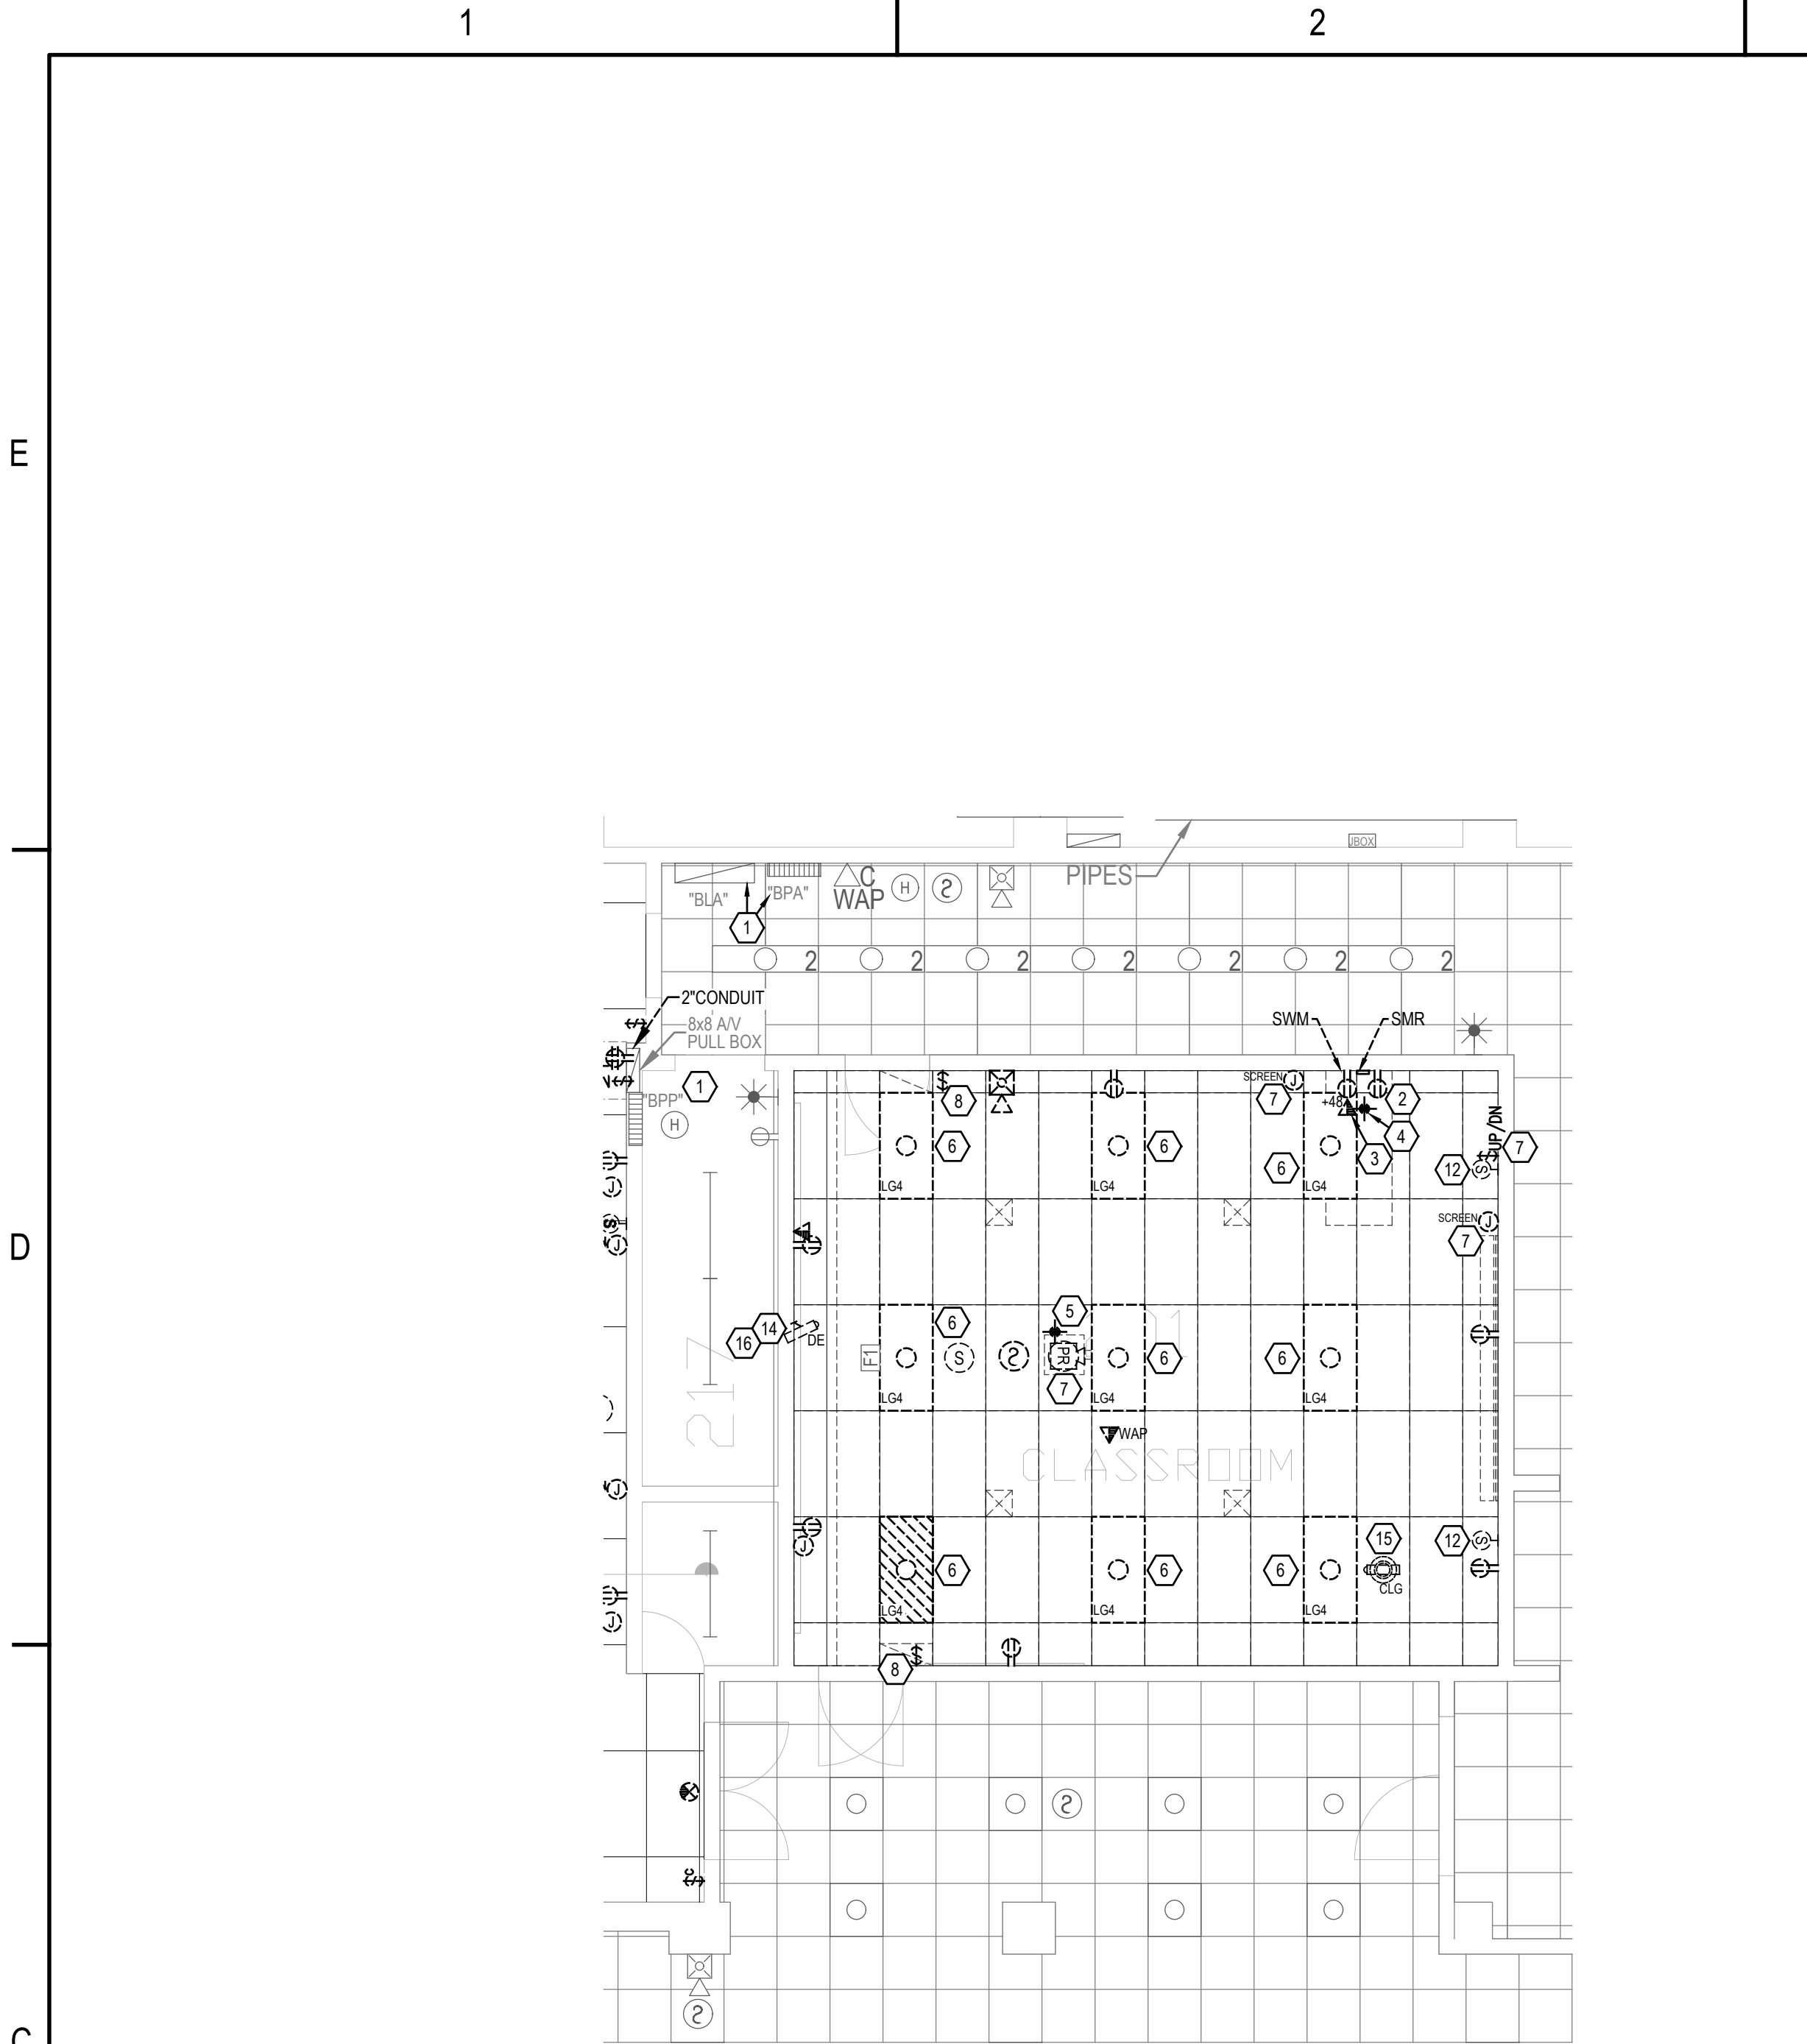 1
2
E
JBOX
PIPES
"BLA"
"BPA"
C
WAP
H
S
1
2
2
2
2
2
2
2
2"CONDUIT
8x8 A/V
PULL BOX
SWM
SMR
1
"BPP"
H
$
8
SCREEN
J
7
+48
2
4
3
UP/DN
7
6
6
6
12
S
LG4
LG4
LG4
J
SCREEN
J
7
D
J
5
6
14
16
DE
F1
S
S
PR
6
6
7
LG4
LG4
LG4
217
WAP
CLASSROOM
J
J
15
12
S
6
6
6
CLG
LG4
LG4
LG4
J
$
8
S
$c
S
C